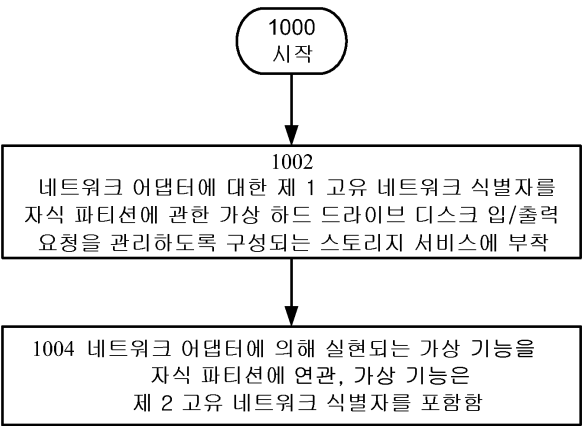 1000
시작
1002
네트워크 어댑터에 대한 제 1 고유 네트워크 식별자를
자식 파티션에 관한 가상 하드 드라이브 디스크 입/출력
요청을 관리하도록 구성되는 스토리지 서비스에 부착
1004 네트워크 어댑터에 의해 실현되는 가상 기능을
자식 파티션에 연관, 가상 기능은
제 2 고유 네트워크 식별자를 포함함